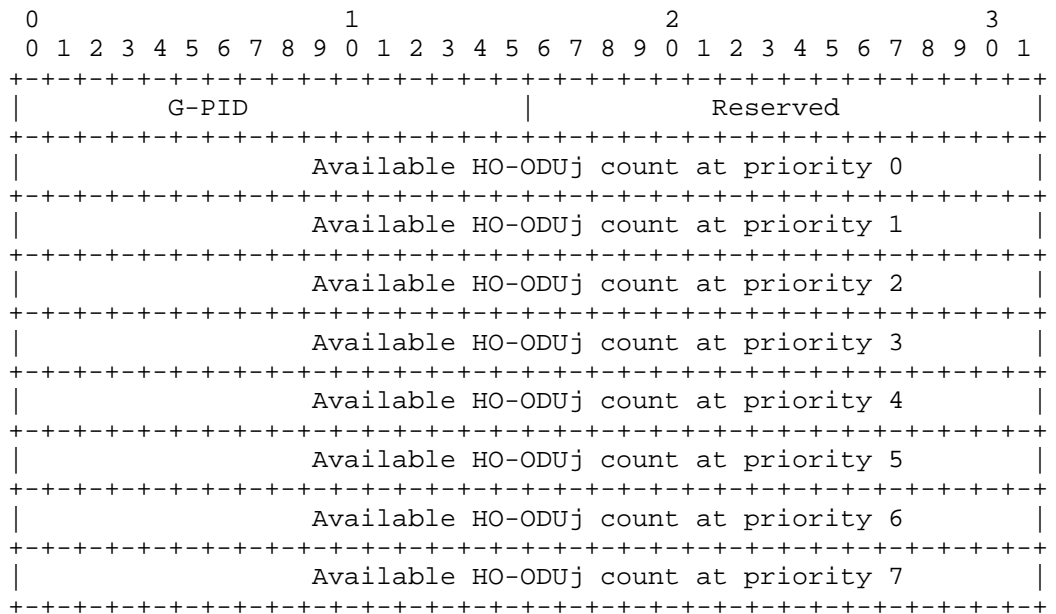 0                   1                   2                   3
 0 1 2 3 4 5 6 7 8 9 0 1 2 3 4 5 6 7 8 9 0 1 2 3 4 5 6 7 8 9 0 1
+-+-+-+-+-+-+-+-+-+-+-+-+-+-+-+-+-+-+-+-+-+-+-+-+-+-+-+-+-+-+-+-+
|         G-PID                 |           Reserved            |
+-+-+-+-+-+-+-+-+-+-+-+-+-+-+-+-+-+-+-+-+-+-+-+-+-+-+-+-+-+-+-+-+
|                  Available HO-ODUj count at priority 0        |
+-+-+-+-+-+-+-+-+-+-+-+-+-+-+-+-+-+-+-+-+-+-+-+-+-+-+-+-+-+-+-+-+
|                  Available HO-ODUj count at priority 1        |
+-+-+-+-+-+-+-+-+-+-+-+-+-+-+-+-+-+-+-+-+-+-+-+-+-+-+-+-+-+-+-+-+
|                  Available HO-ODUj count at priority 2        |
+-+-+-+-+-+-+-+-+-+-+-+-+-+-+-+-+-+-+-+-+-+-+-+-+-+-+-+-+-+-+-+-+
|                  Available HO-ODUj count at priority 3        |
+-+-+-+-+-+-+-+-+-+-+-+-+-+-+-+-+-+-+-+-+-+-+-+-+-+-+-+-+-+-+-+-+
|                  Available HO-ODUj count at priority 4        |
+-+-+-+-+-+-+-+-+-+-+-+-+-+-+-+-+-+-+-+-+-+-+-+-+-+-+-+-+-+-+-+-+
|                  Available HO-ODUj count at priority 5        |
+-+-+-+-+-+-+-+-+-+-+-+-+-+-+-+-+-+-+-+-+-+-+-+-+-+-+-+-+-+-+-+-+
|                  Available HO-ODUj count at priority 6        |
+-+-+-+-+-+-+-+-+-+-+-+-+-+-+-+-+-+-+-+-+-+-+-+-+-+-+-+-+-+-+-+-+
|                  Available HO-ODUj count at priority 7        |
+-+-+-+-+-+-+-+-+-+-+-+-+-+-+-+-+-+-+-+-+-+-+-+-+-+-+-+-+-+-+-+-+